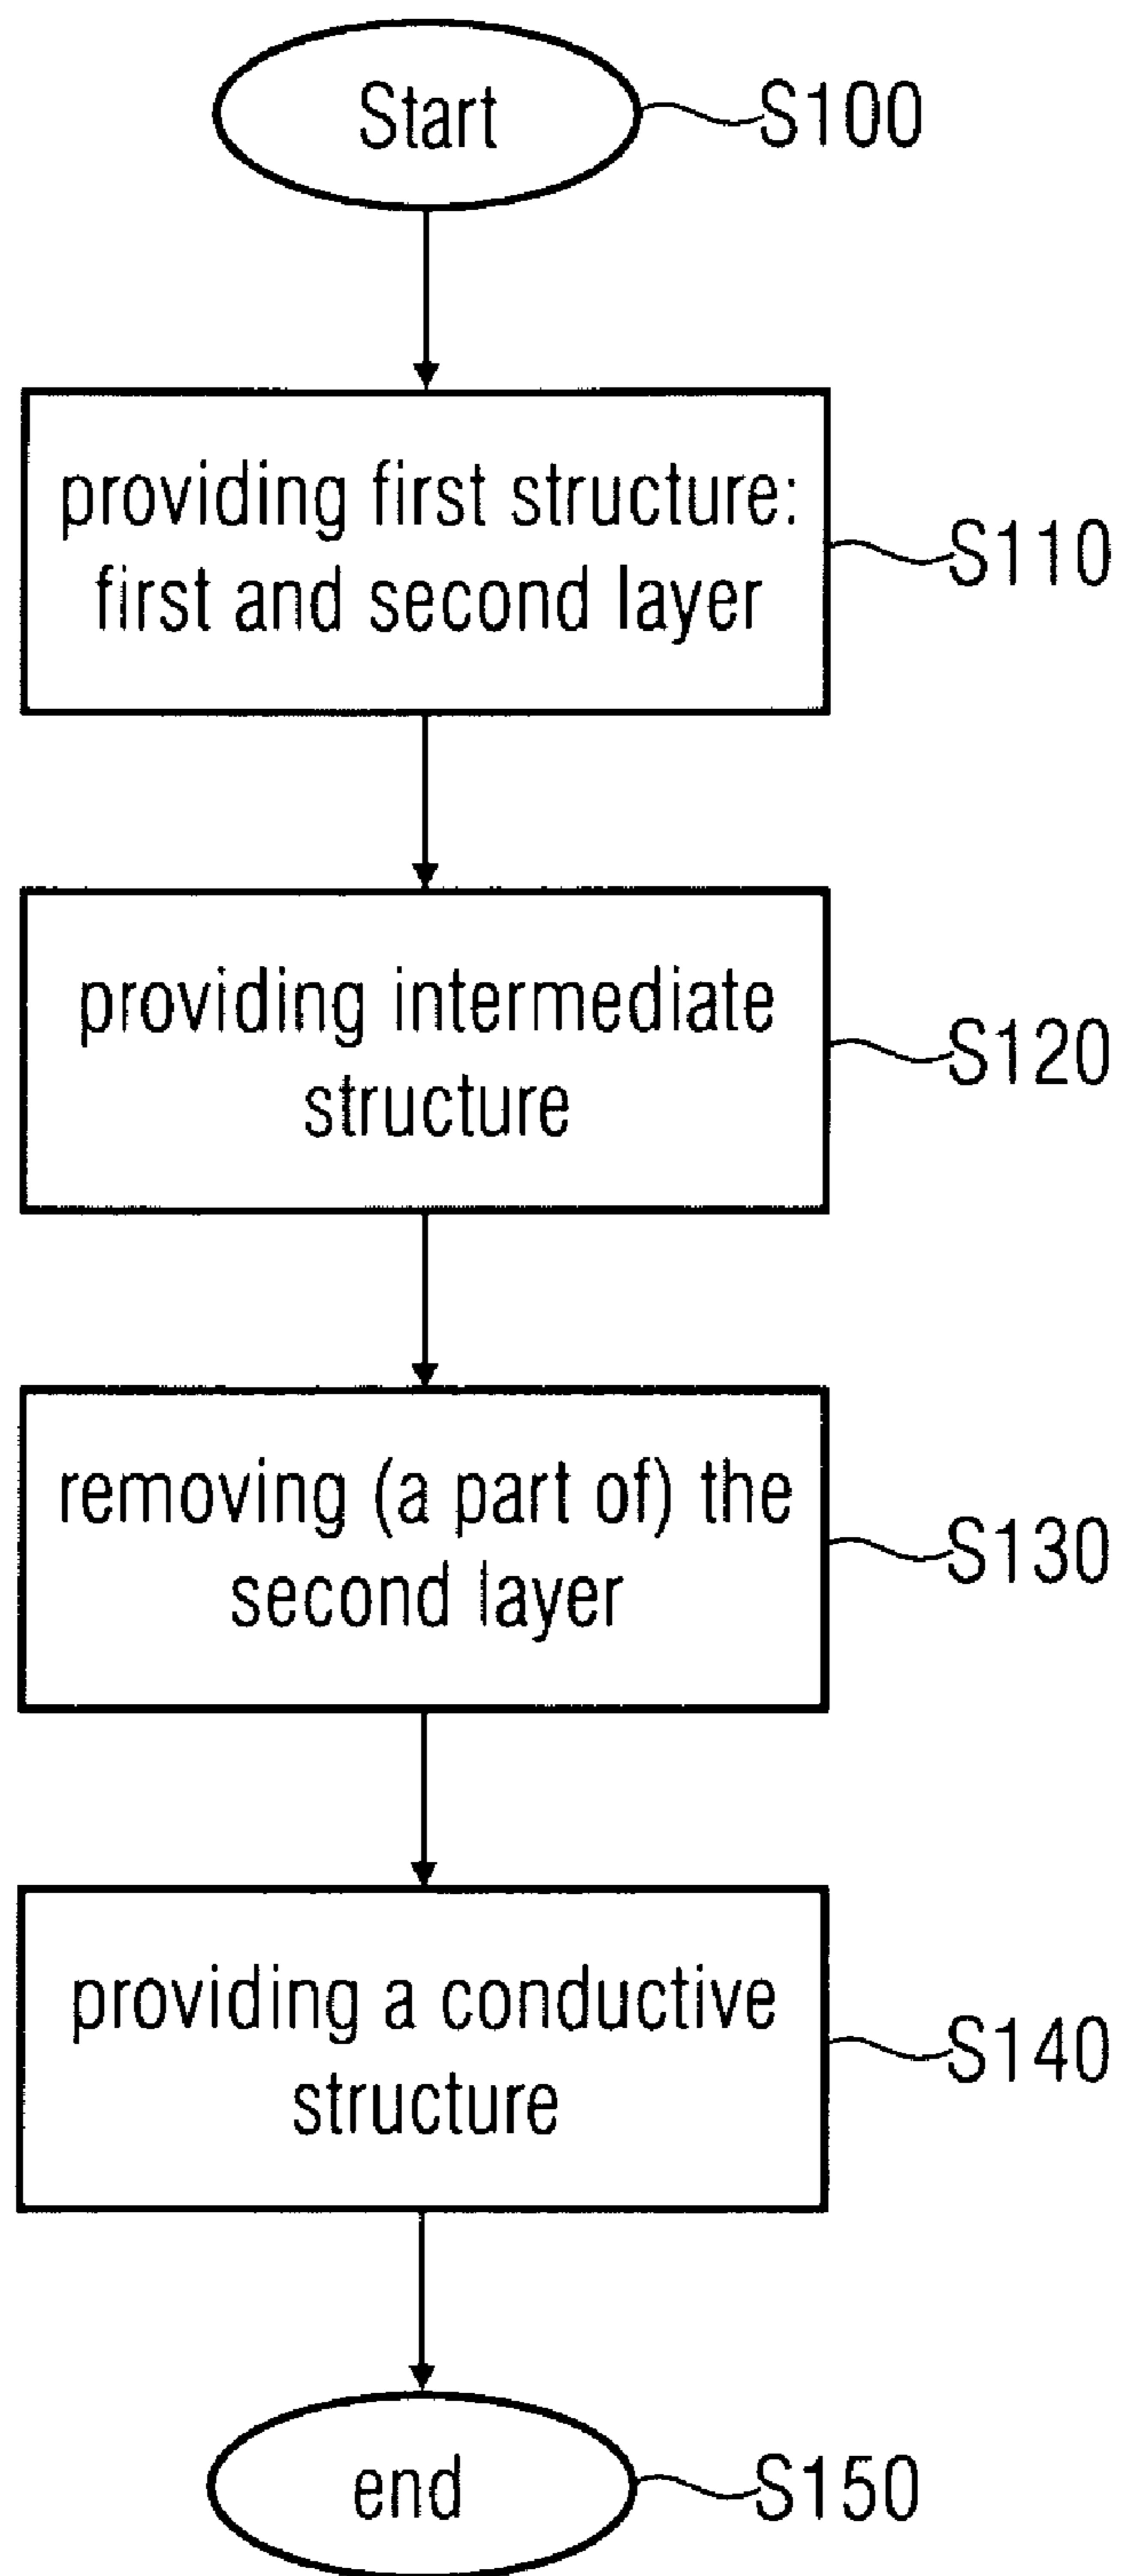 Start
S100
providing first structure:
first and second layer
S110
providing intermediate
structure
S120
removing (a part of) the
second layer
S130
providing a conductive
structure
S140
end
S150